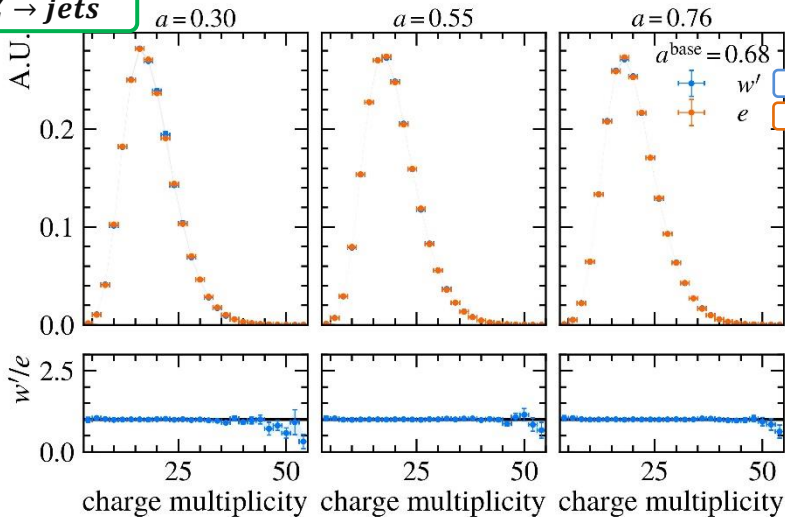 → jets
a = 0.30
a = 0.55
a = 0.76
A.U.
a^base = 0.68
w′
e
0.2
0.1
0.0
w′/e
2.5
0.0
25 50
25 50
25 50
charge multiplicity
charge multiplicity
charge multiplicity